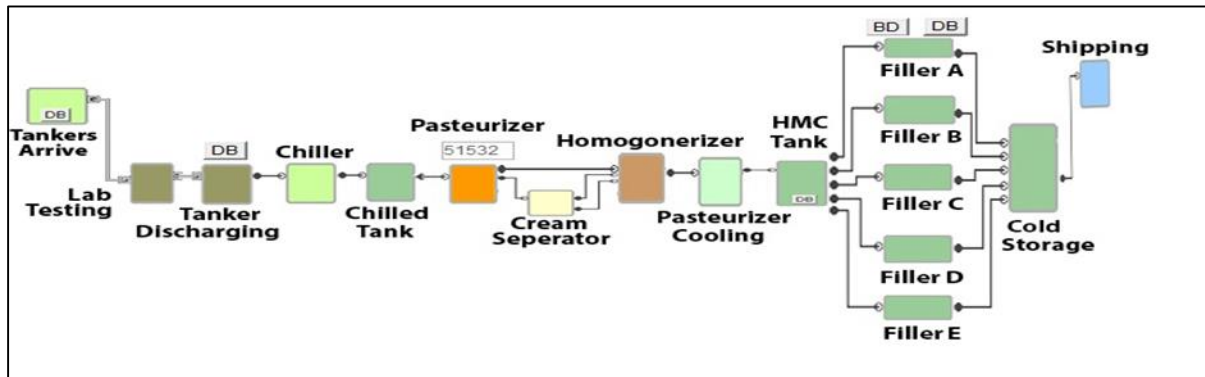 DB
Tankers
Arrive
Lab
Testing
DB
Tanker
Discharging
Chiller
Chilled
Tank
Pasteurizer
51532
Cream
Seperator
Homogonerizer
Pasteurizer
Cooling
HMC
Tank
DB
BD DB
Filler A
Filler B
Filler C
Filler D
Filler E
Cold
Storage
Shipping